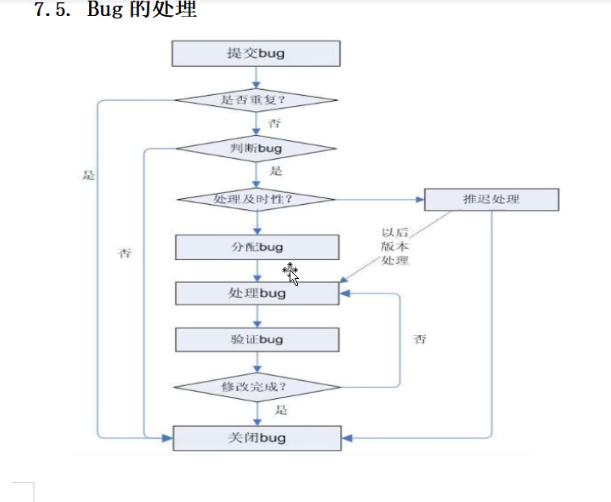 7.5. Bug 的处理
提交bug
是否重复？
否
判断bug
是
是
处理及时性？
推迟处理
以后
版本
处理
分配bug
否
处理bug
验证bug
否
修改完成？
是
关闭bug